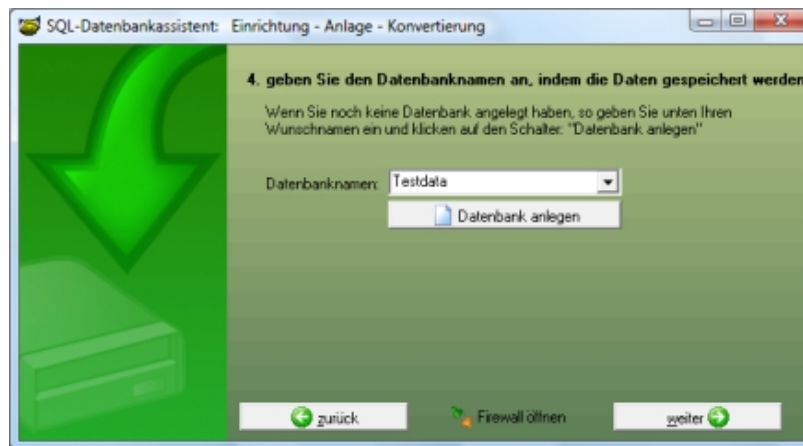 SQL-Datenbankassistent: Einrichtung - Anlage - Konvertierung
4. geben Sie den Datenbanknamen an, indem die Daten gespeichert werden
Wenn Sie noch keine Datenbank angelegt haben, so geben Sie unten Ihren
Wunschnamen ein und klicken auf den Schalter: "Datenbank anlegen"
Datenbanknamen: Testdata
Datenbank anlegen
zurück Firewall öffnen weiter